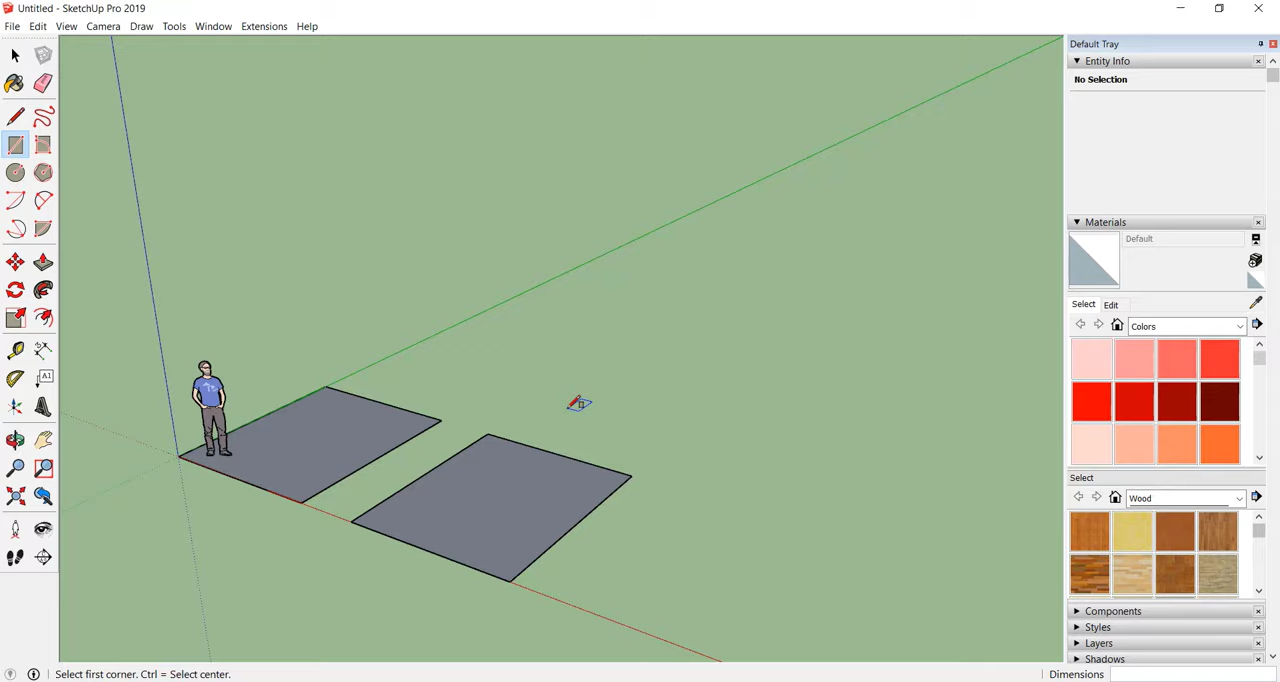 Untitled - SketchUp Pro 2019
File Edit View Camera Draw Tools Window Extensions Help
Default Tray
Entity Info
No Selection
Materials
Default
Select Edit
Colors
Select
Wood
Components
Styles
Layers
Shadows
A1
Select first corner. Ctrl = Select center.
Dimensions